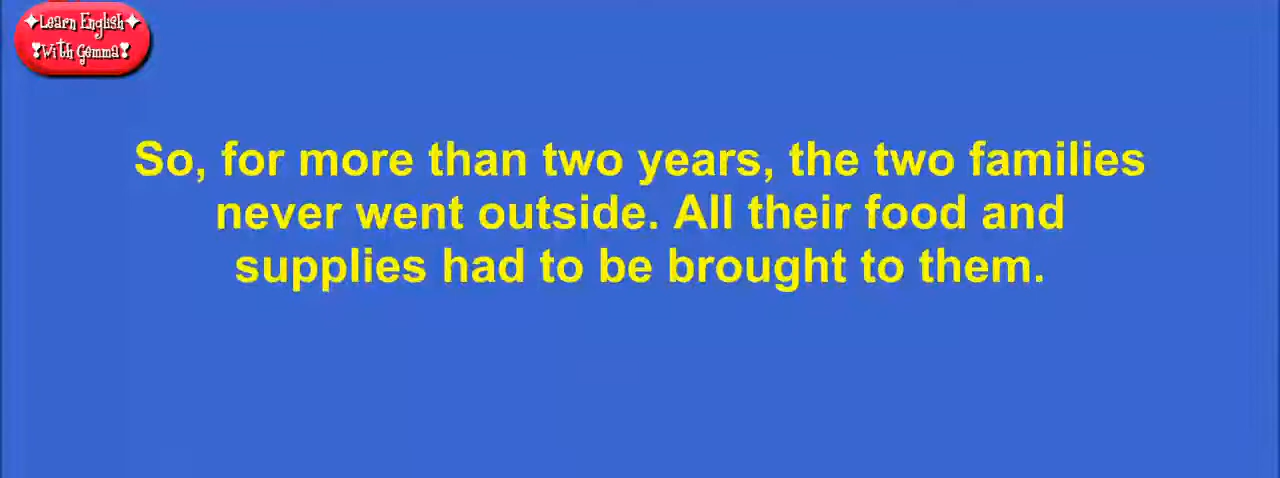 ✦Learn English✦
❣With Gemma❣
So, for more than two years, the two families
never went outside. All their food and
supplies had to be brought to them.